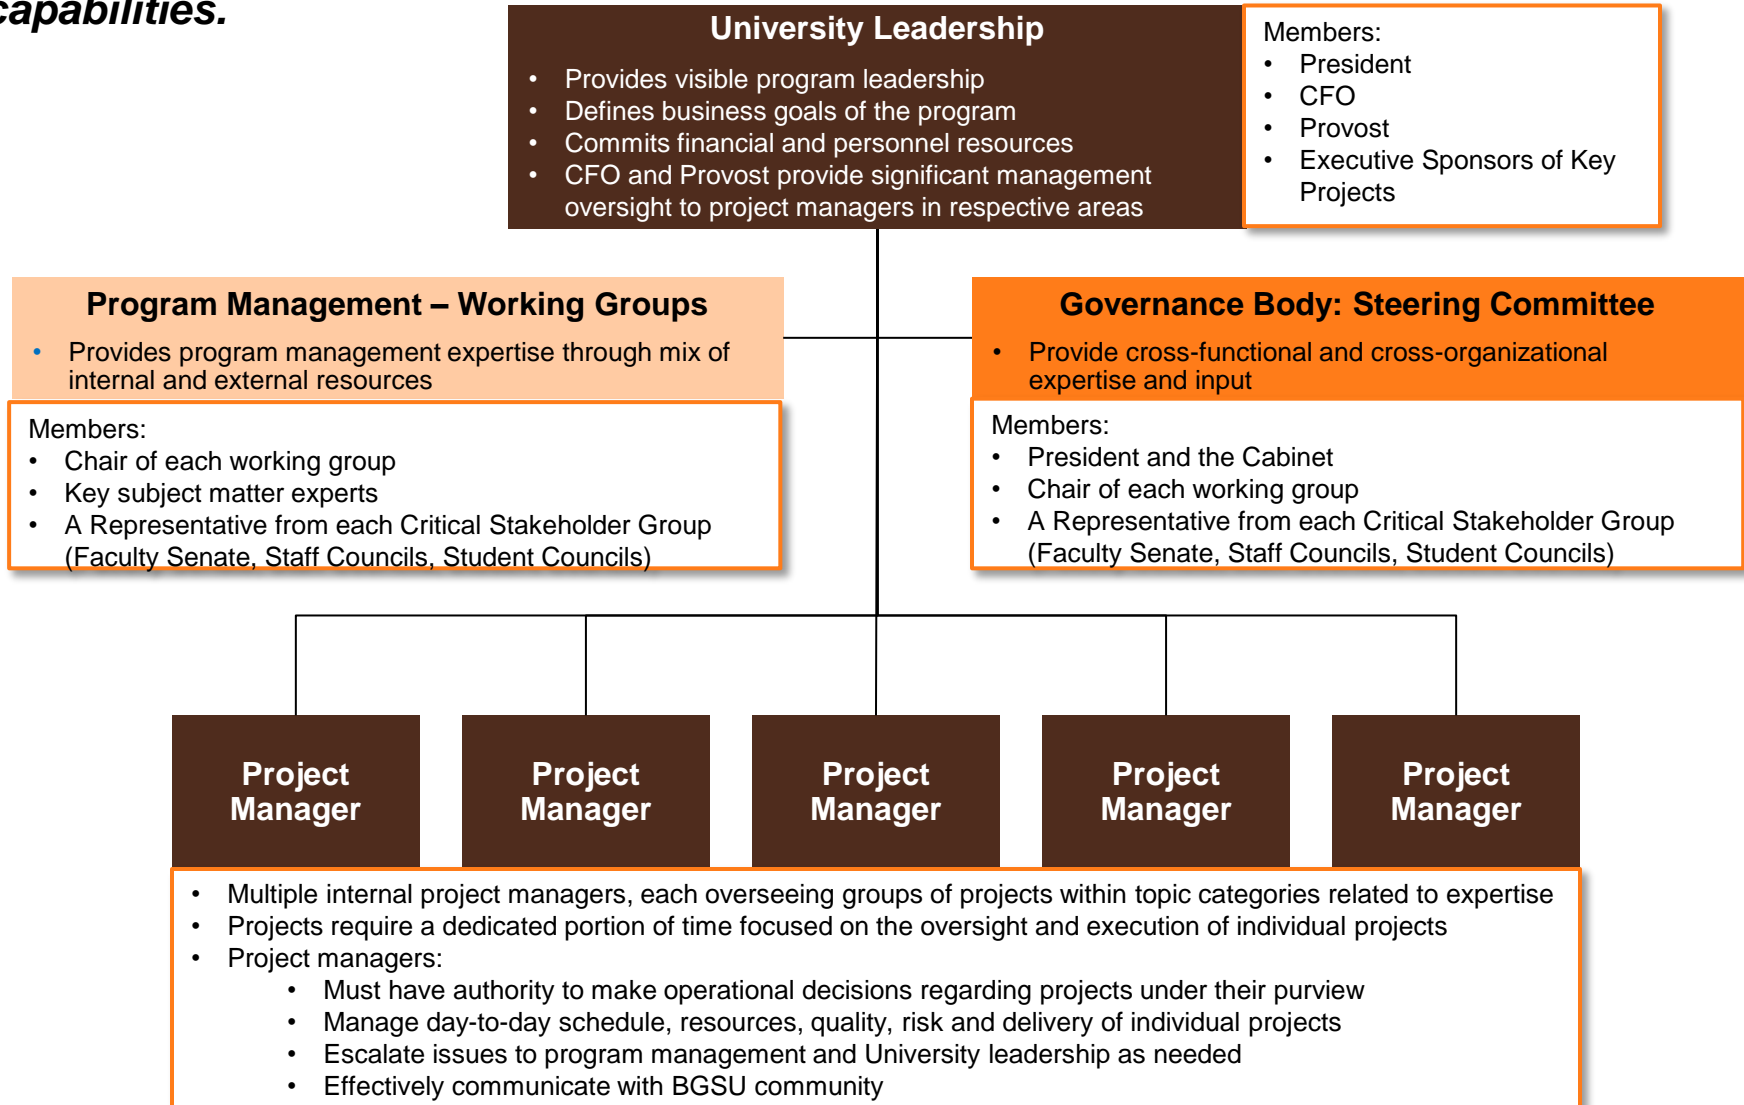 capabilities.
University Leadership
• Provides visible program leadership
• Defines business goals of the program
• Commits financial and personnel resources
• CFO and Provost provide significant management
oversight to project managers in respective areas
Members:
• President
• CFO
• Provost
• Executive Sponsors of Key
Projects
Program Management – Working Groups
• Provides program management expertise through mix of
internal and external resources
Members:
• Chair of each working group
• Key subject matter experts
• A Representative from each Critical Stakeholder Group
(Faculty Senate, Staff Councils, Student Councils)
Governance Body: Steering Committee
• Provide cross-functional and cross-organizational
expertise and input
Members:
• President and the Cabinet
• Chair of each working group
• A Representative from each Critical Stakeholder Group
(Faculty Senate, Staff Councils, Student Councils)
Project
Manager
Project
Manager
Project
Manager
Project
Manager
Project
Manager
• Multiple internal project managers, each overseeing groups of projects within topic categories related to expertise
• Projects require a dedicated portion of time focused on the oversight and execution of individual projects
• Project managers:
• Must have authority to make operational decisions regarding projects under their purview
• Manage day-to-day schedule, resources, quality, risk and delivery of individual projects
• Escalate issues to program management and University leadership as needed
• Effectively communicate with BGSU community